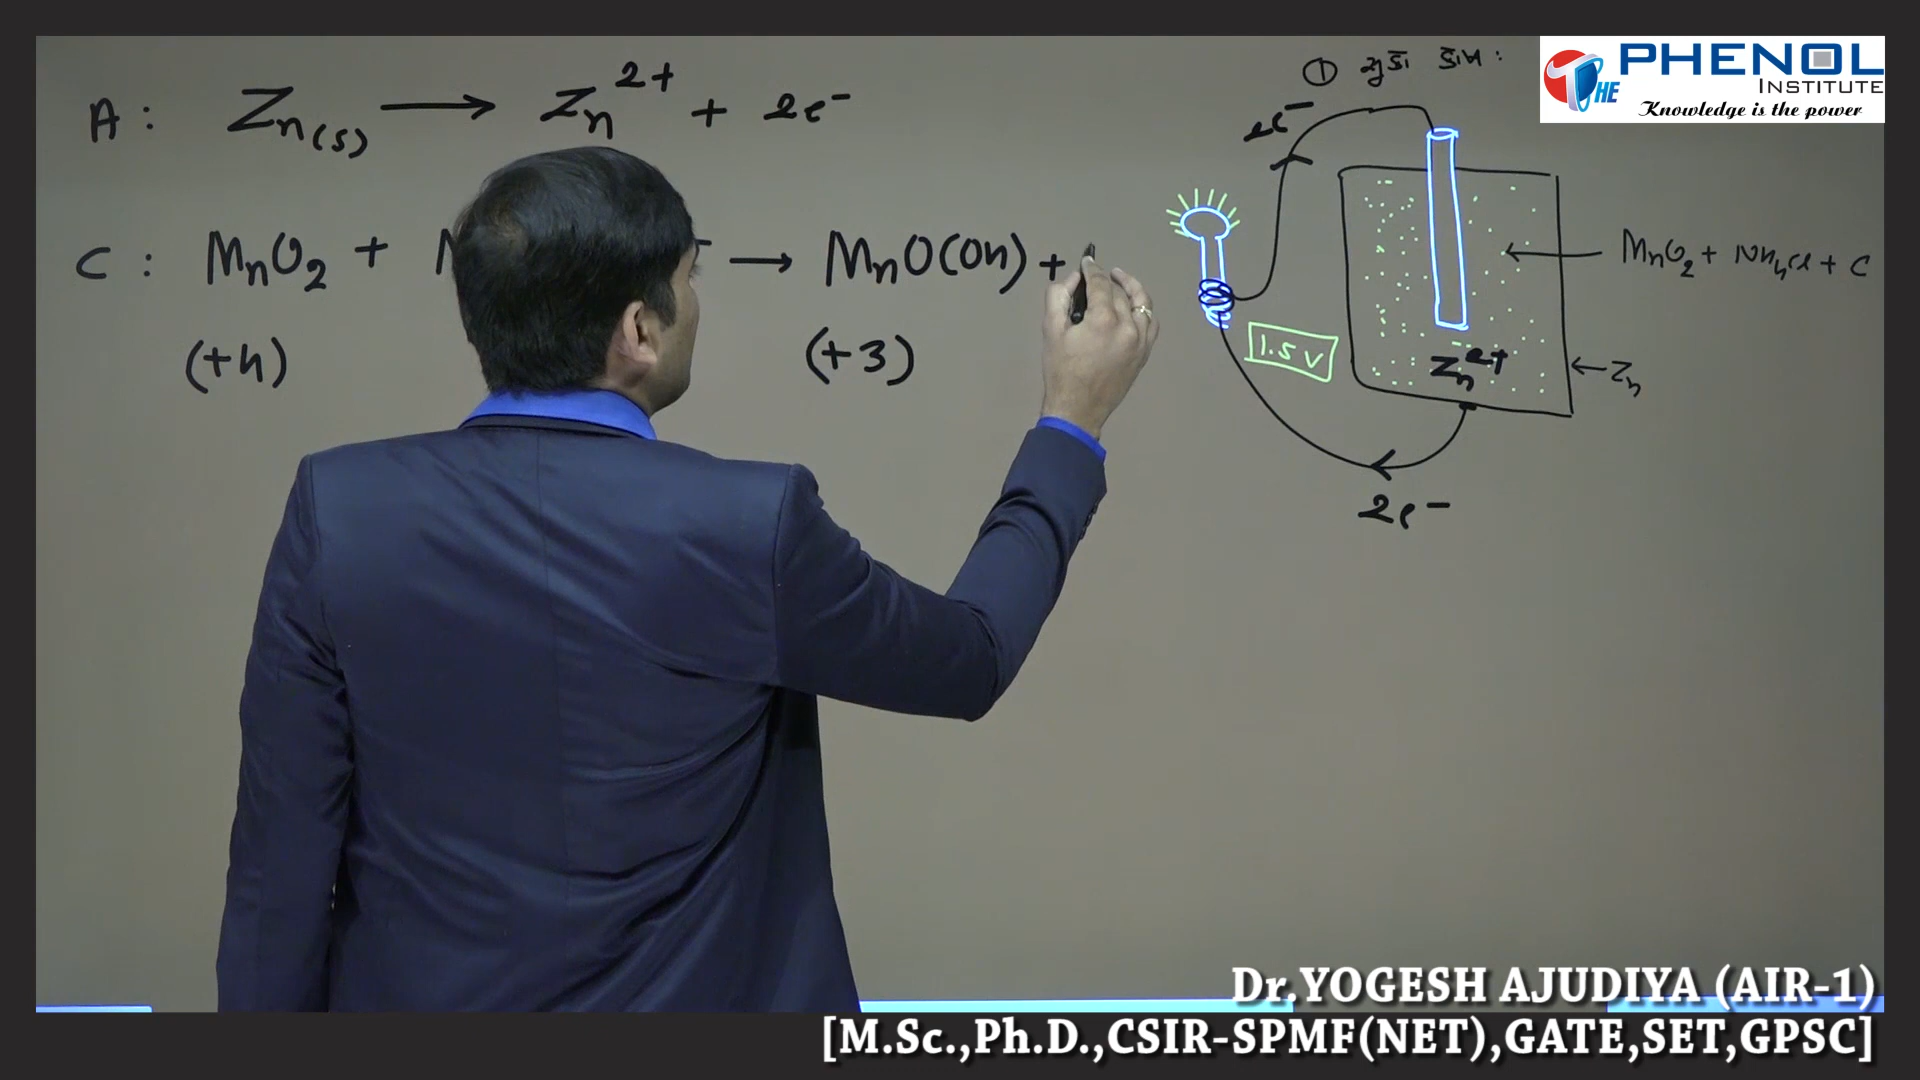 A : Zn(s) → Zn²⁺ + 2e⁻
C : MnO₂ + → MnO(OH) +
(+4) (+3)
① સુકો કોષ :
2e⁻
1.5 V
MnO₂ + NH₄Cl + C
Zn²⁺
← Zn
2e⁻
THE PHENOL
INSTITUTE
Knowledge is the power
Dr.YOGESH AJUDIYA (AIR-1)
[M.Sc.,Ph.D.,CSIR-SPMF(NET),GATE,SET,GPSC]